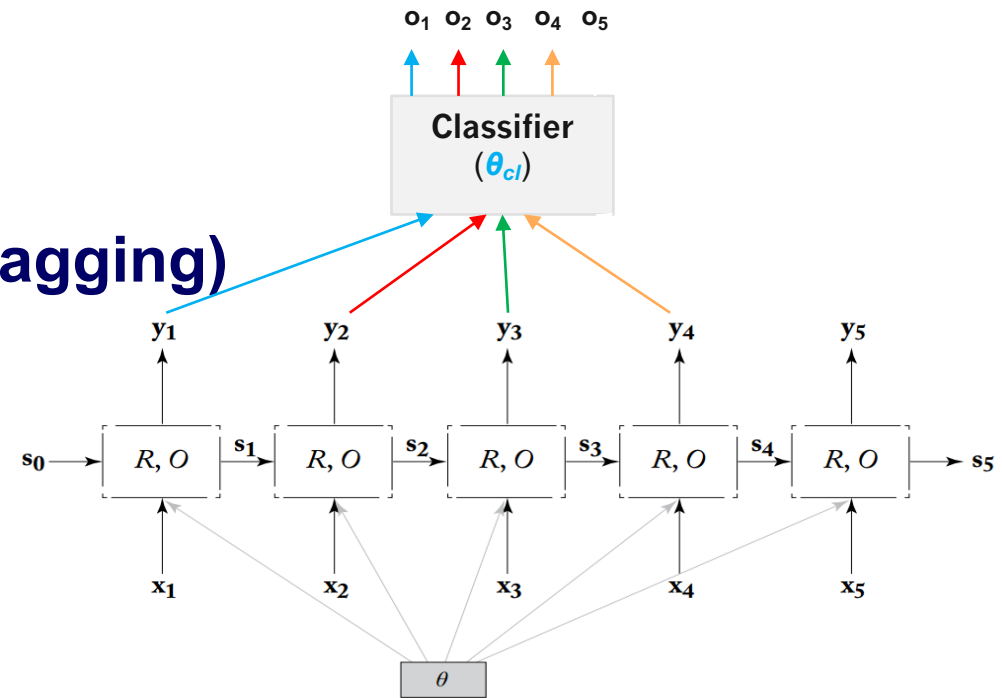 o1 o2 o3 o4 o5
Classifier
(θcl)
agging)
y1 y2 y3 y4 y5
s0 R, O s1 R, O s2 R, O s3 R, O s4 R, O s5
x1 x2 x3 x4 x5
θ